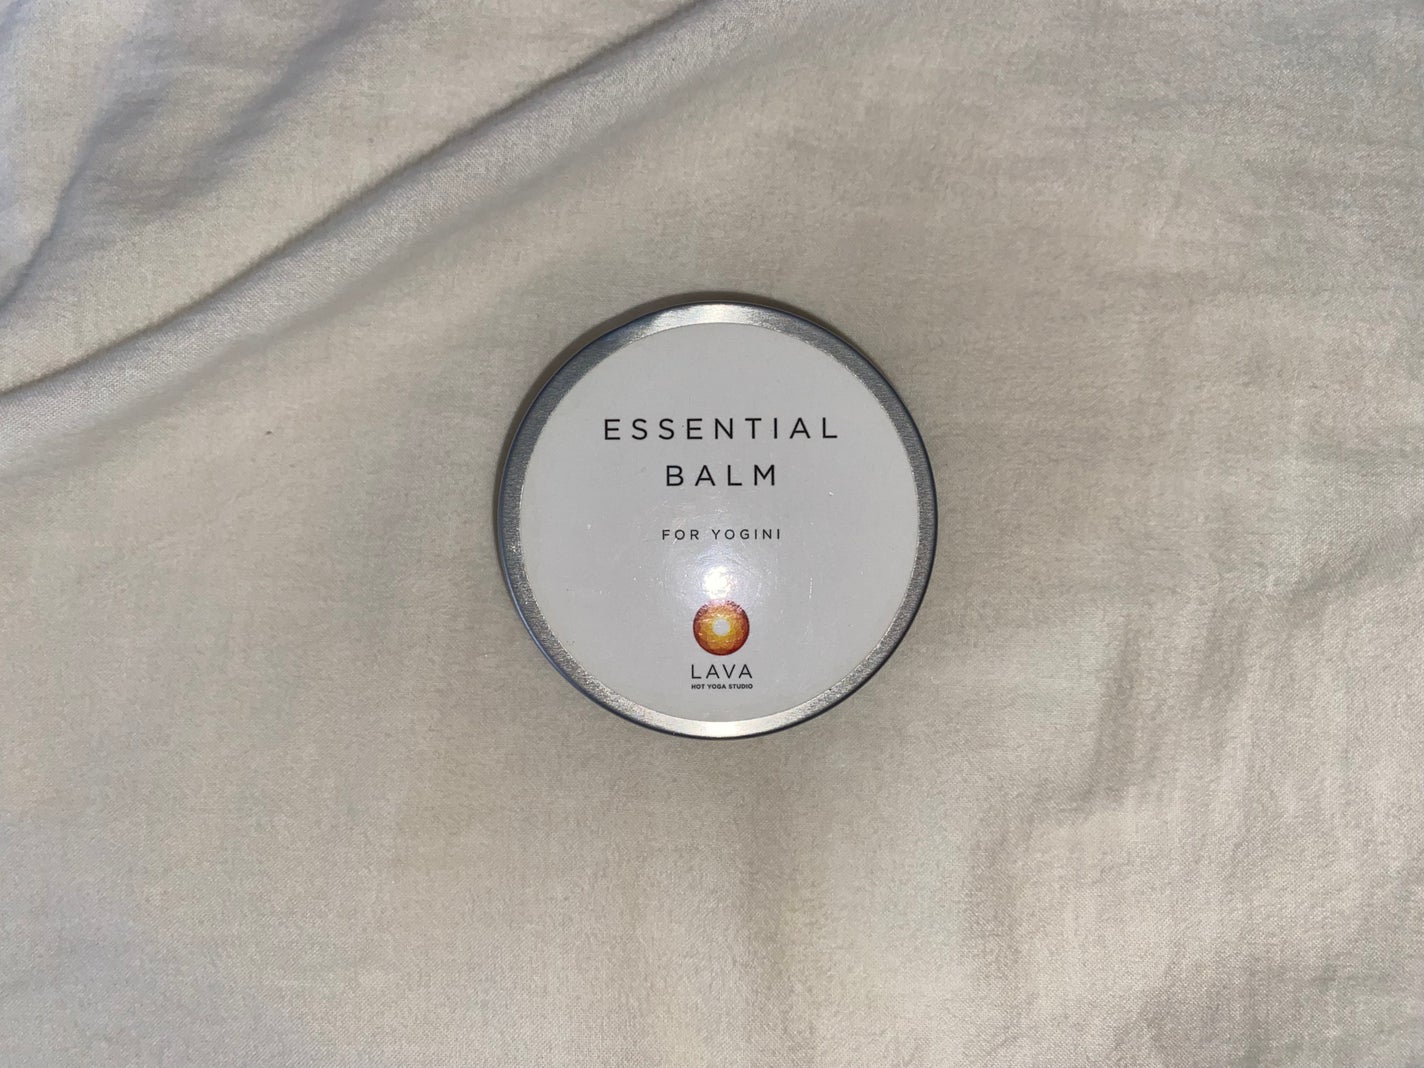 ESSENTIAL
BALM
FOR YOGINI
LAVA
HOT YOGA STUDIO